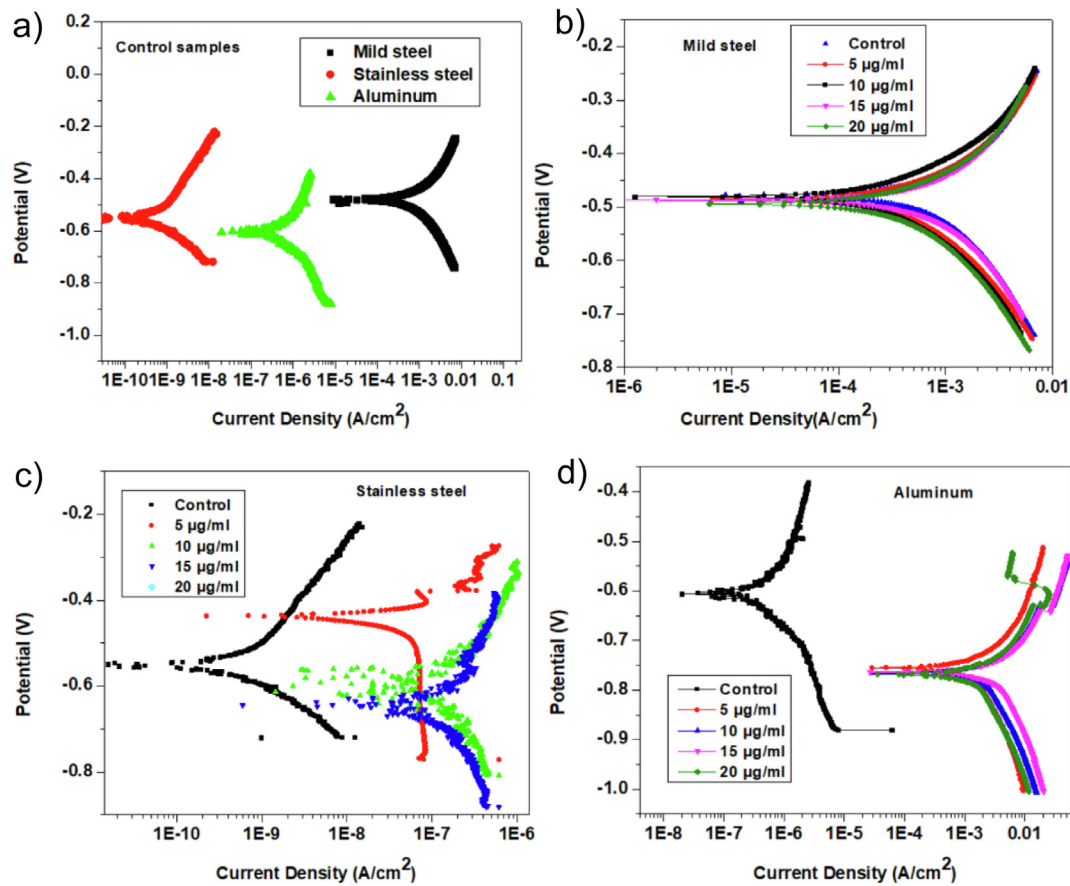 a)
Control samples
Mild steel
Stainless steel
Aluminum
0.2
0.0
-0.2
-0.4
-0.6
-0.8
-1.0
Potential (V)
1E-101E-9 1E-8 1E-7 1E-6 1E-5 1E-4 1E-3 0.01 0.1
Current Density (A/cm²)
b)
Mild steel
Control
5 µg/ml
10 µg/ml
15 µg/ml
20 µg/ml
-0.2
-0.3
-0.4
-0.5
-0.6
-0.7
-0.8
Potential (V)
1E-6 1E-5 1E-4 1E-3 0.01
Current Density(A/cm²)
c)
Stainless steel
Control
5 µg/ml
10 µg/ml
15 µg/ml
20 µg/ml
-0.2
-0.4
-0.6
-0.8
Potential (V)
1E-10 1E-9 1E-8 1E-7 1E-6
Current Density (A/cm²)
d)
Aluminum
-0.4
-0.5
-0.6
-0.7
-0.8
-0.9
-1.0
Potential (V)
Control
5 µg/ml
10 µg/ml
15 µg/ml
20 µg/ml
1E-8 1E-7 1E-6 1E-5 1E-4 1E-3 0.01
Current Density (A/cm²)